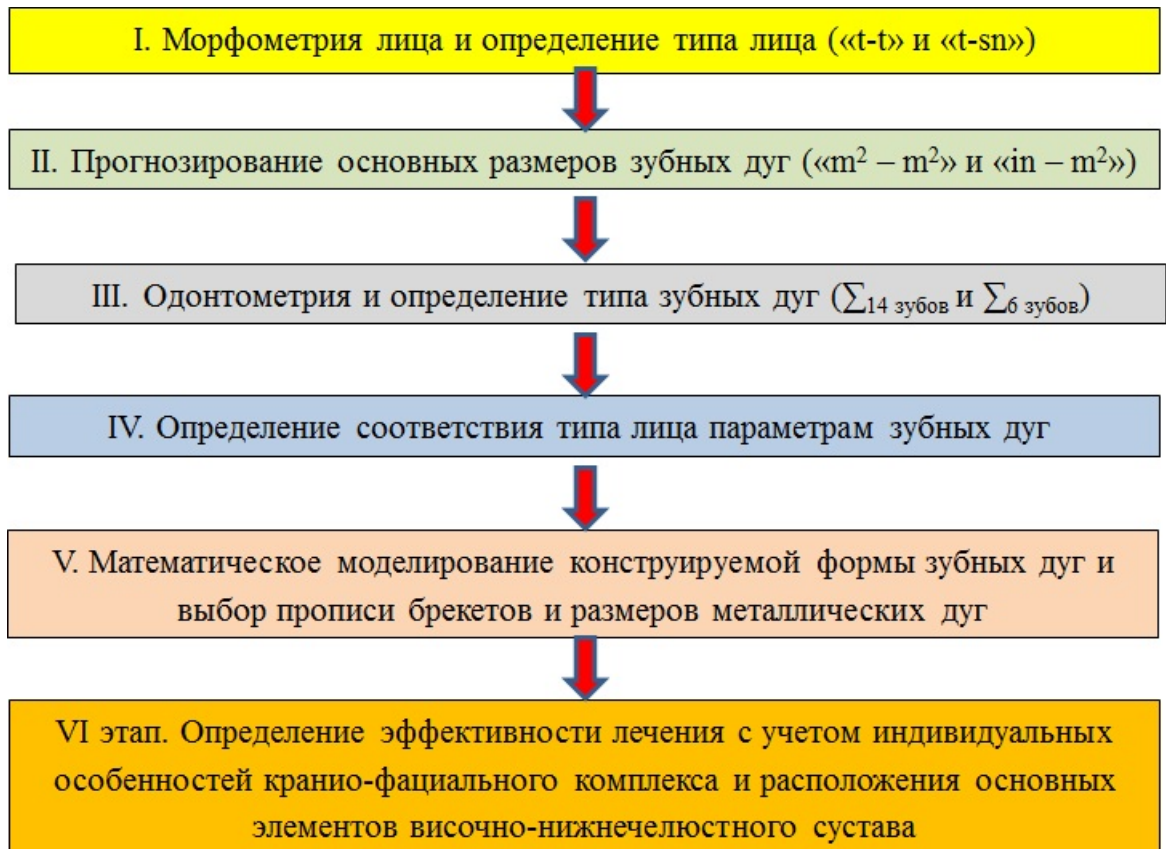 I. Морфометрия лица и определение типа лица («t-t» и «t-sn»)
II. Прогнозирование основных размеров зубных дуг («m² – m²» и «in – m²»)
III. Одонтометрия и определение типа зубных дуг (∑14 зубов и ∑6 зубов)
IV. Определение соответствия типа лица параметрам зубных дуг
V. Математическое моделирование конструируемой формы зубных дуг и
выбор прописи брекетов и размеров металлических дуг
VI этап. Определение эффективности лечения с учетом индивидуальных
особенностей кранио-фациального комплекса и расположения основных
элементов височно-нижнечелюстного сустава